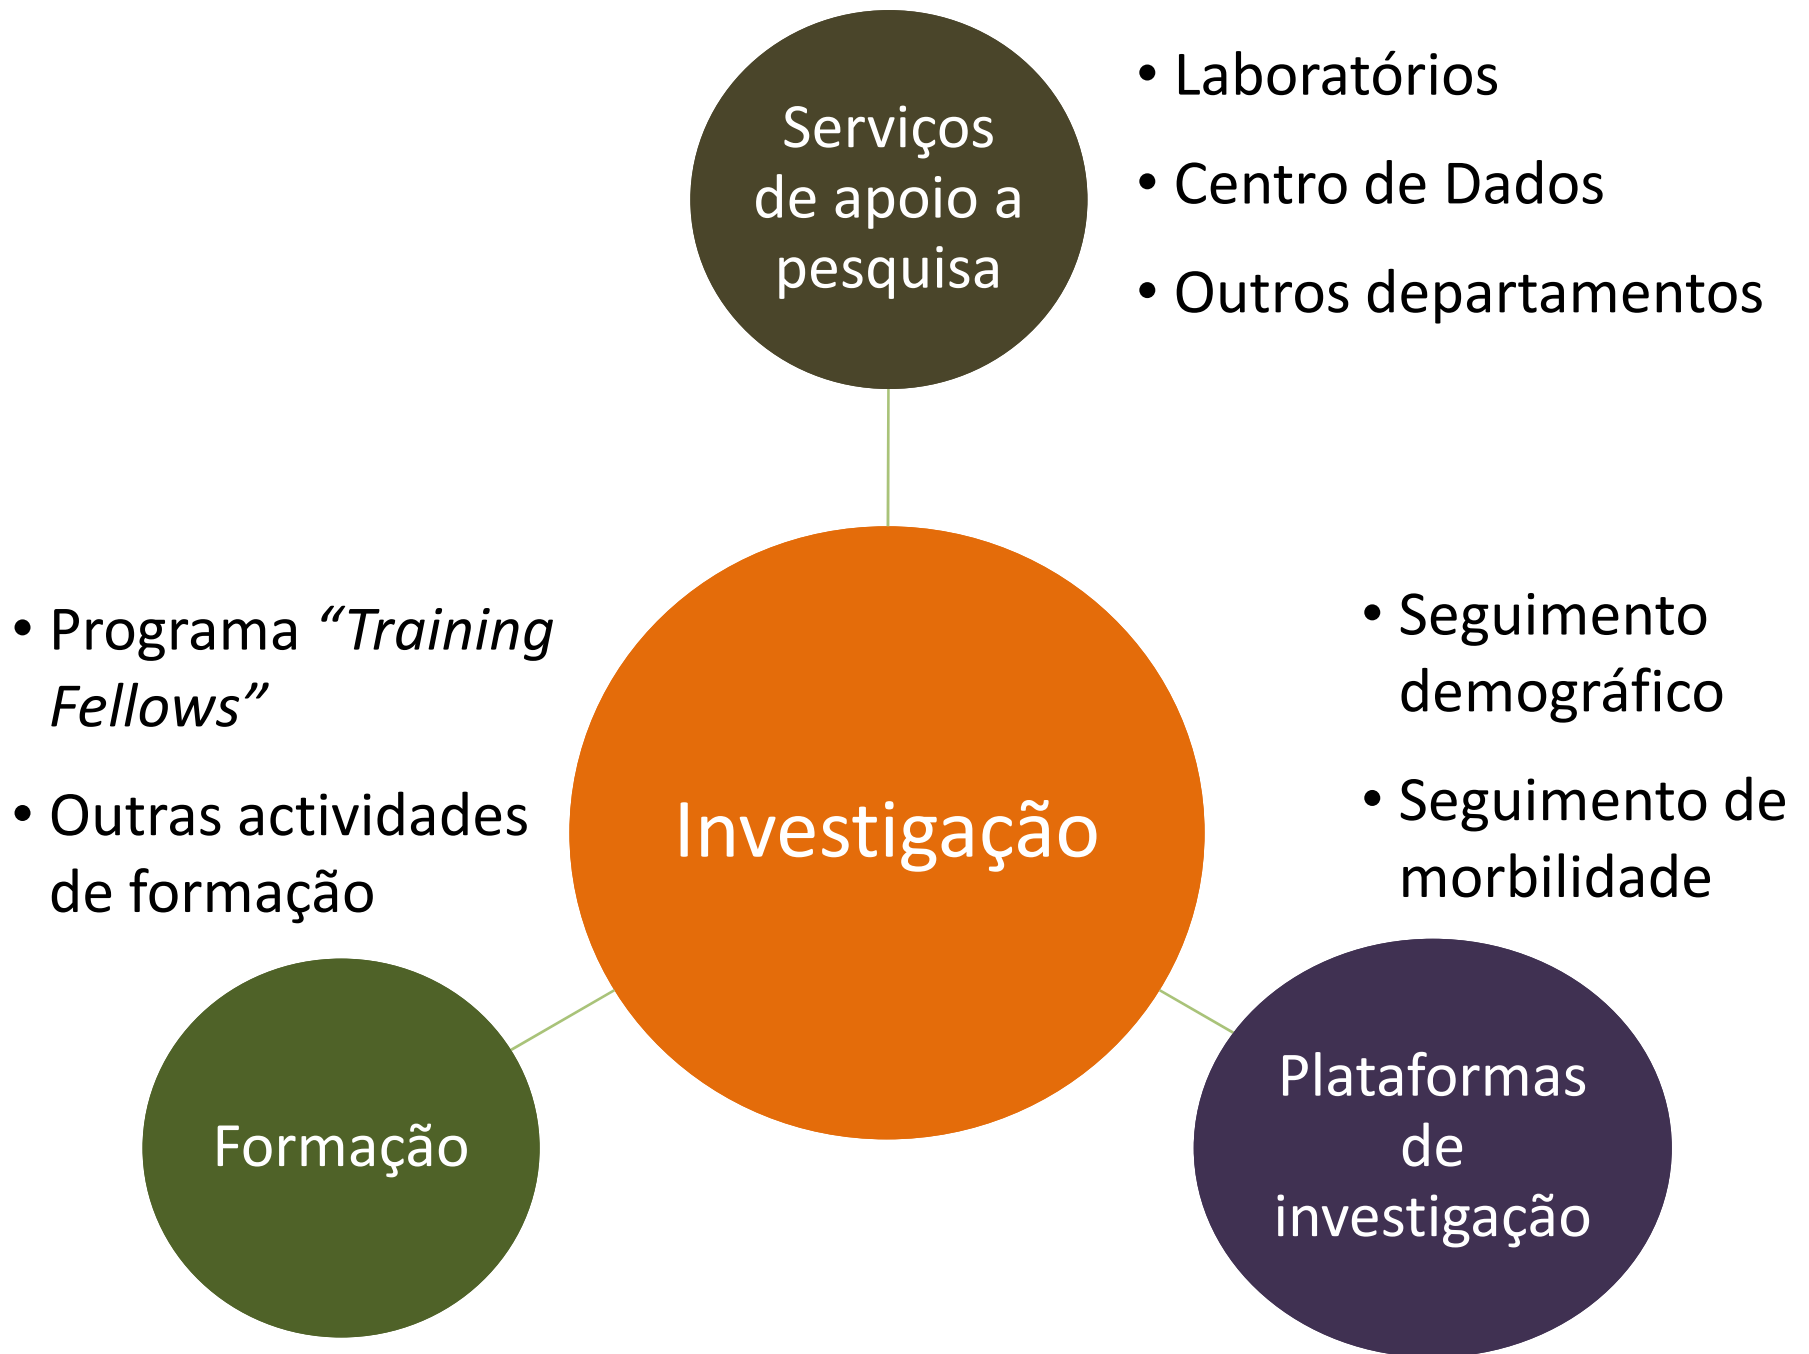 Serviços
de apoio a
pesquisa
• Laboratórios
• Centro de Dados
• Outros departamentos
• Programa “Training
Fellows”
• Outras actividades
de formação
Investigação
• Seguimento
demográfico
• Seguimento de
morbilidade
Formação
Plataformas
de
investigação